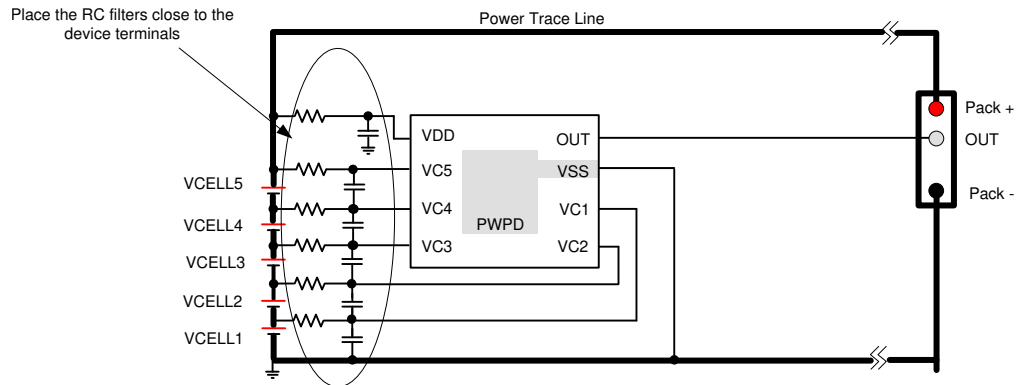 Place the RC filters close to the
device terminals
Power Trace Line
Pack +
OUT
Pack -
VCELL5
VCELL4
VCELL3
VCELL2
VCELL1
VDD
VC5
VC4
VC3
OUT
VSS
VC1
VC2
PWPD